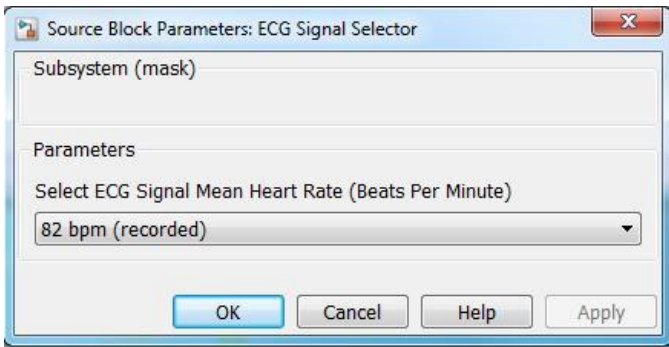 Source Block Parameters: ECG Signal Selector
Subsystem (mask)
Parameters
Select ECG Signal Mean Heart Rate (Beats Per Minute)
82 bpm (recorded)
OK Cancel Help Apply